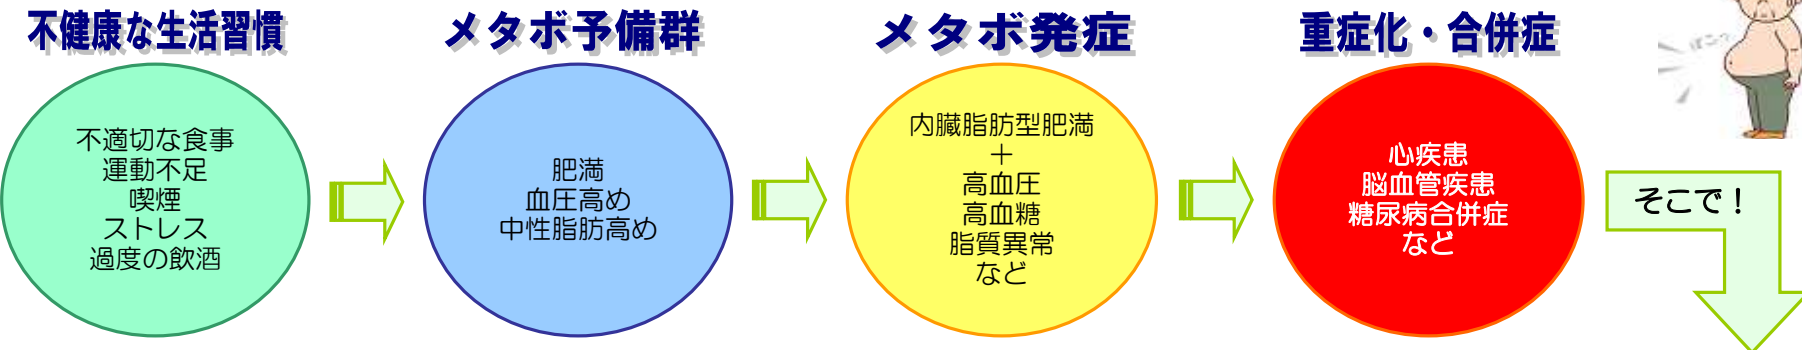 不健康な生活習慣
不適切な食事
運動不足
喫煙
ストレス
過度の飲酒
メタボ予備群
肥満
血圧高め
中性脂肪高め
メタボ発症
内臓脂肪型肥満
＋
高血圧
高血糖
脂質異常
など
重症化・合併症
心疾患
脳血管疾患
糖尿病合併症
など
そこで！